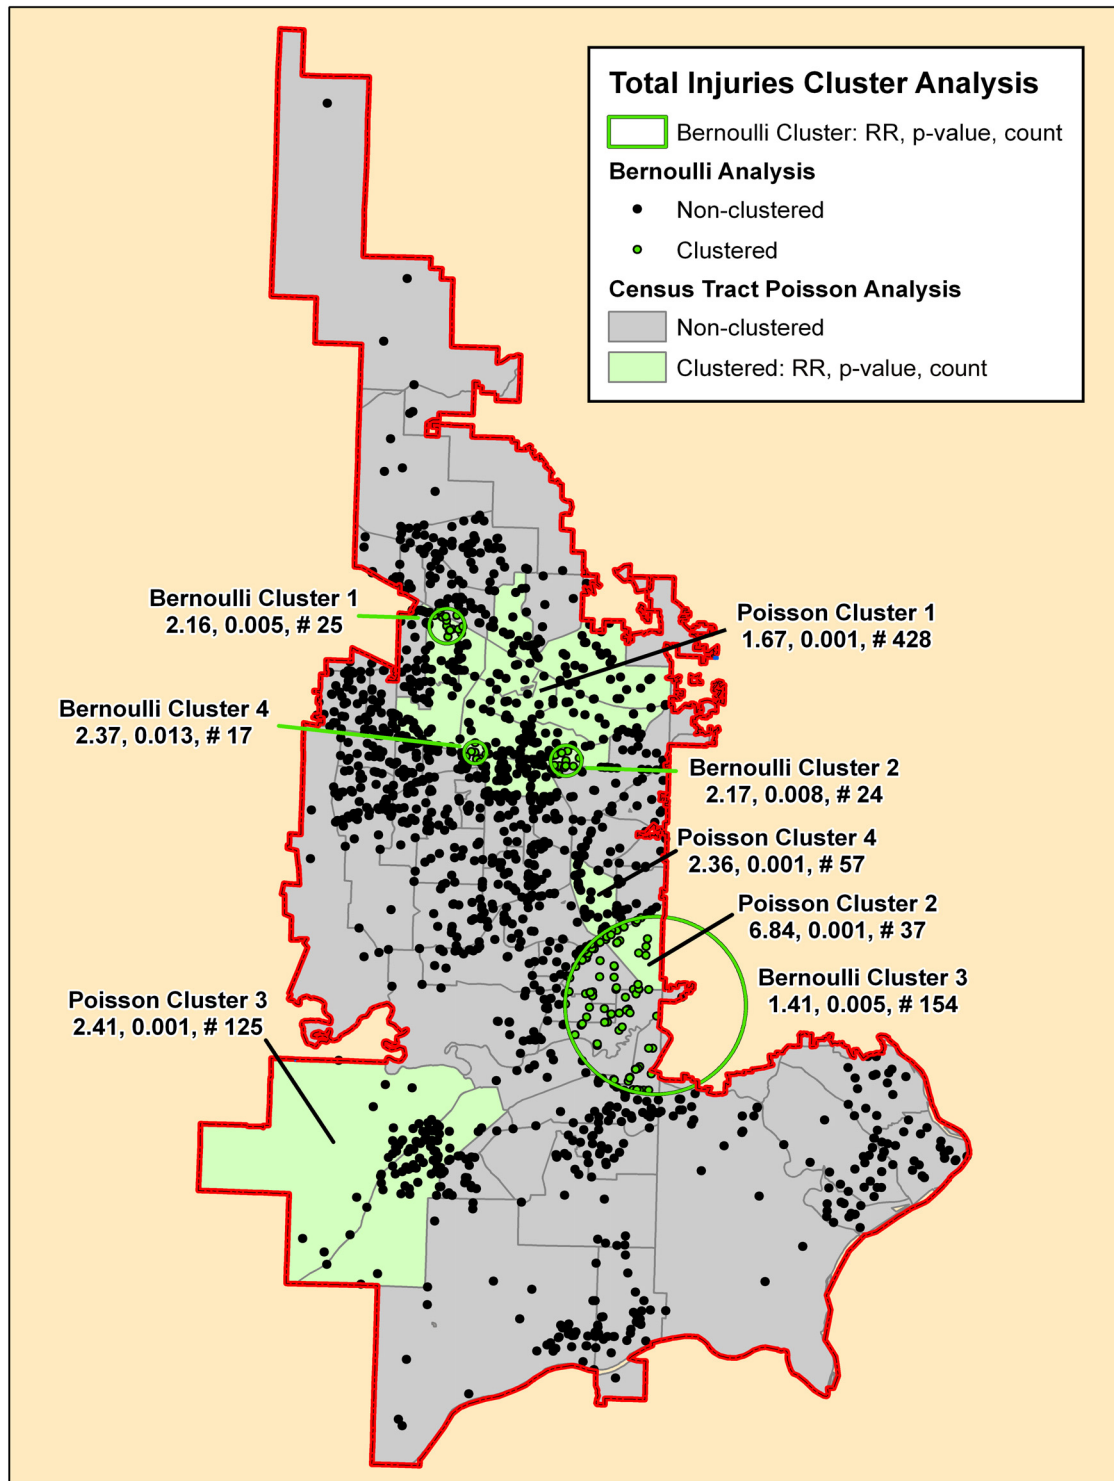 Total Injuries Cluster Analysis
Bernoulli Cluster: RR, p-value, count
Bernoulli Analysis
Non-clustered
Clustered
Census Tract Poisson Analysis
Non-clustered
Clustered: RR, p-value, count
Bernoulli Cluster 1
2.16, 0.005, # 25
Poisson Cluster 1
1.67, 0.001, # 428
Bernoulli Cluster 4
2.37, 0.013, # 17
Bernoulli Cluster 2
2.17, 0.008, # 24
Poisson Cluster 4
2.36, 0.001, # 57
Poisson Cluster 2
6.84, 0.001, # 37
Bernoulli Cluster 3
1.41, 0.005, # 154
Poisson Cluster 3
2.41, 0.001, # 125